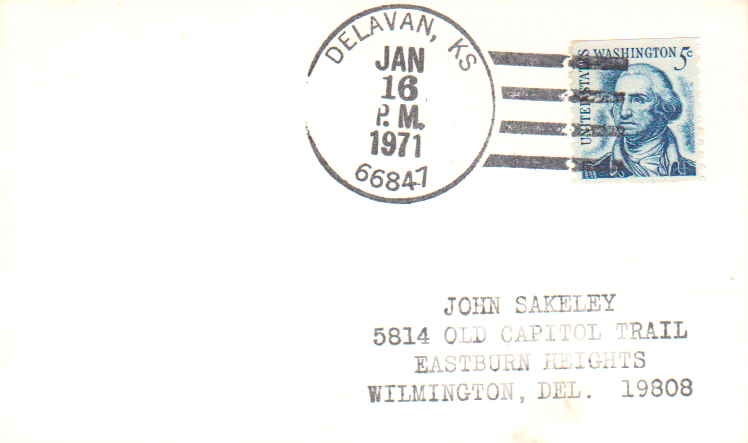 DELAVAN, KS
JAN
16
P.M.
1971
66847
UNITED STATES
WASHINGTON 5c
JOHN SAKELEY
5814 OLD CAPITOL TRAIL
EASTBURN HEIGHTS
WILMINGTON, DEL. 19808